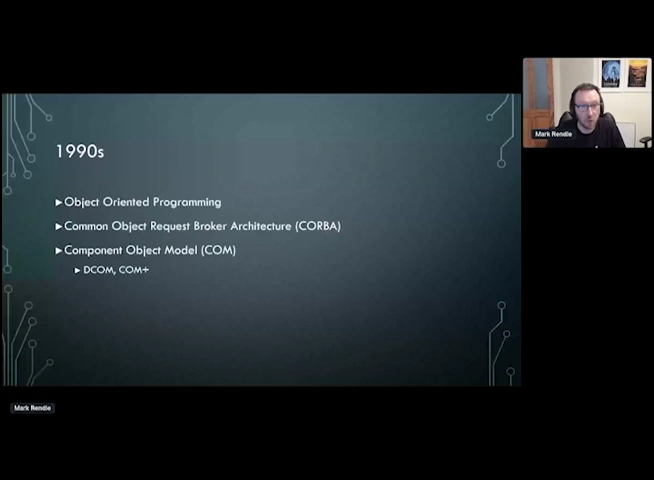 1990s
►Object Oriented Programming
►Common Object Request Broker Architecture (CORBA)
►Component Object Model (COM)
►DCOM, COM+
Mark Rendle
Mark Rendle